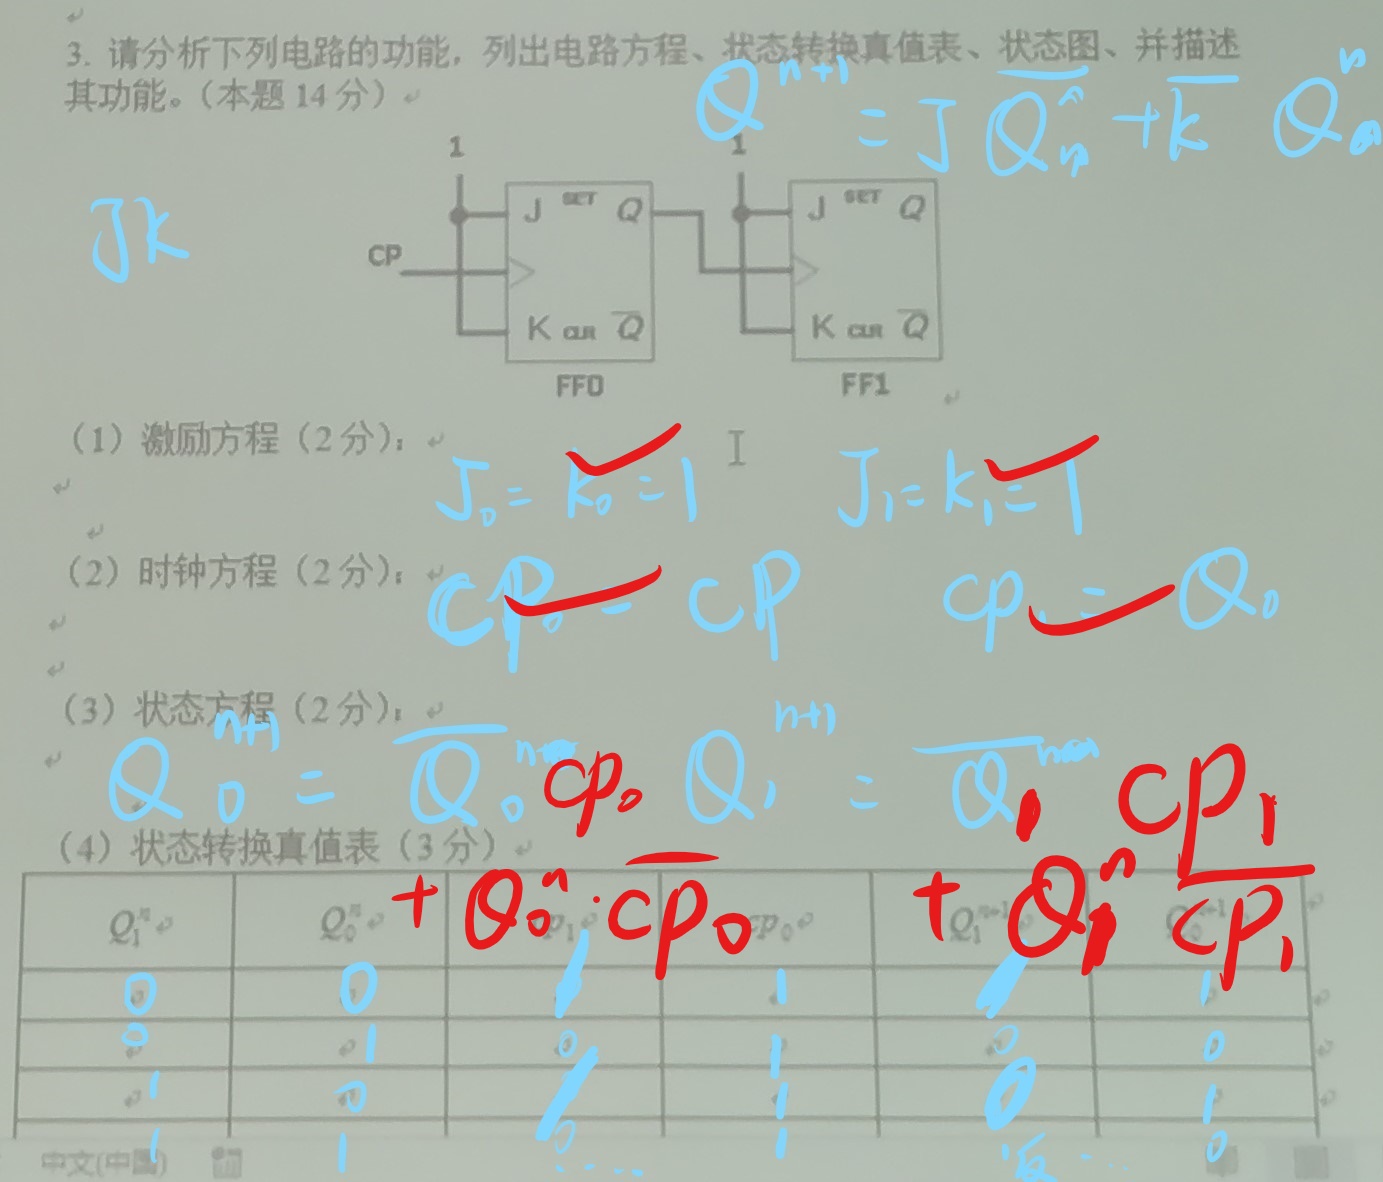 3. 请分析下列电路的功能，列出电路方程、状态转换真值表、状态图、并描述
其功能。（本题 14 分）
Q^{n+1} = J \overline{Q^n_n} + \overline{K} Q^n
JK
1 1
J SET Q J SET Q
CP
K CLR \overline{Q} K CLR \overline{Q}
FF0 FF1
（1）激励方程（2 分）：
J_0 = K_0 = 1 J_1 = K_1 = 1
（2）时钟方程（2 分）：
CP_0 = CP CP_1 = Q_0
（3）状态方程（2 分）：
Q_0^{n+1} = \overline{Q}_0^n CP_0 Q_1^{n+1} = \overline{Q}_1^n CP_1
（4）状态转换真值表（3 分）
+ Q_0^n · \overline{CP_0} + Q_1^n \overline{CP_1}
Q_1^n Q_0^n P_1 cp_0 Q_1^{n+1} Q_0^{n+1}
0 0 1 1 1 1
0 1 0 1 0 0
1 0 1 1 0 1
1 1 0 1 返 0
中文(中国)